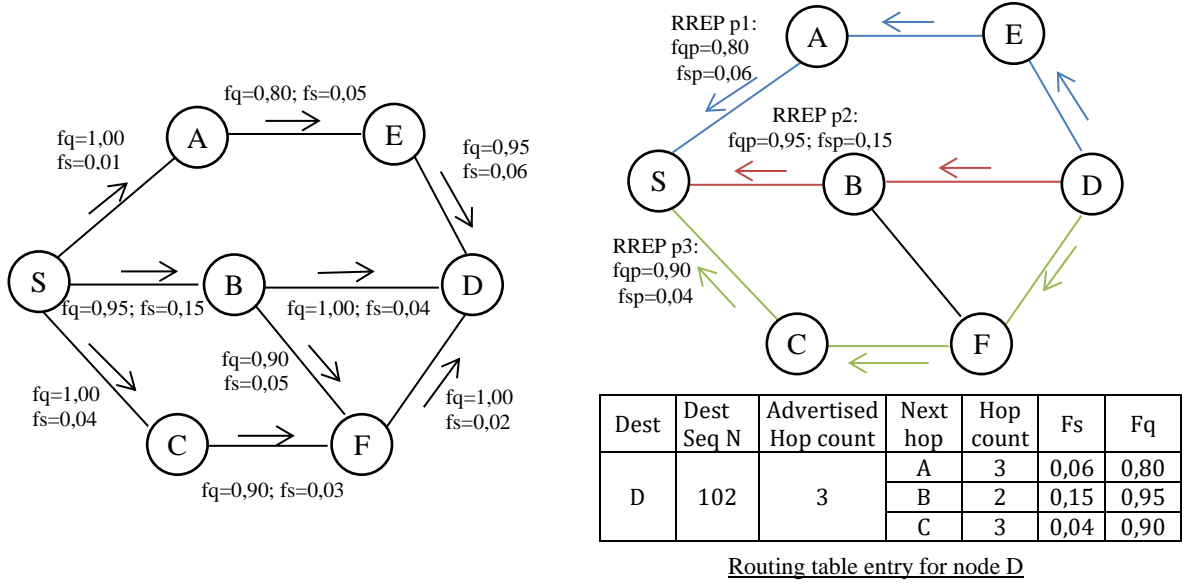 fq=0,80; fs=0,05
fq=1,00
fs=0,01
A
E
fq=0,95
fs=0,06
S
B
D
fq=0,95; fs=0,15
fq=1,00; fs=0,04
fq=0,90
fs=0,05
fq=1,00
fs=0,04
fq=1,00
fs=0,02
C
F
fq=0,90; fs=0,03
RREP p1:
fqp=0,80
fsp=0,06
A
E
RREP p2:
fqp=0,95; fsp=0,15
S
B
D
RREP p3:
fqp=0,90
fsp=0,04
C
F
Dest Dest Seq N Advertised Hop count Next hop Hop count Fs Fq
D 102 3 A 3 0,06 0,80
B 2 0,15 0,95
C 3 0,04 0,90
Routing table entry for node D